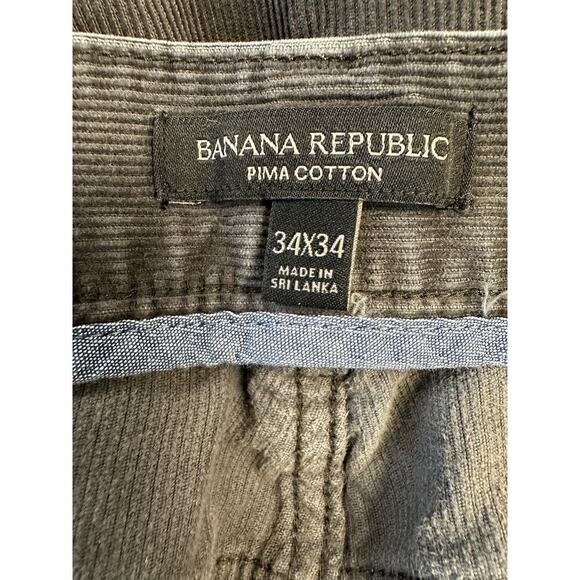 BANANA REPUBLIC
PIMA COTTON
34X34
MADE IN
SRI LANKA